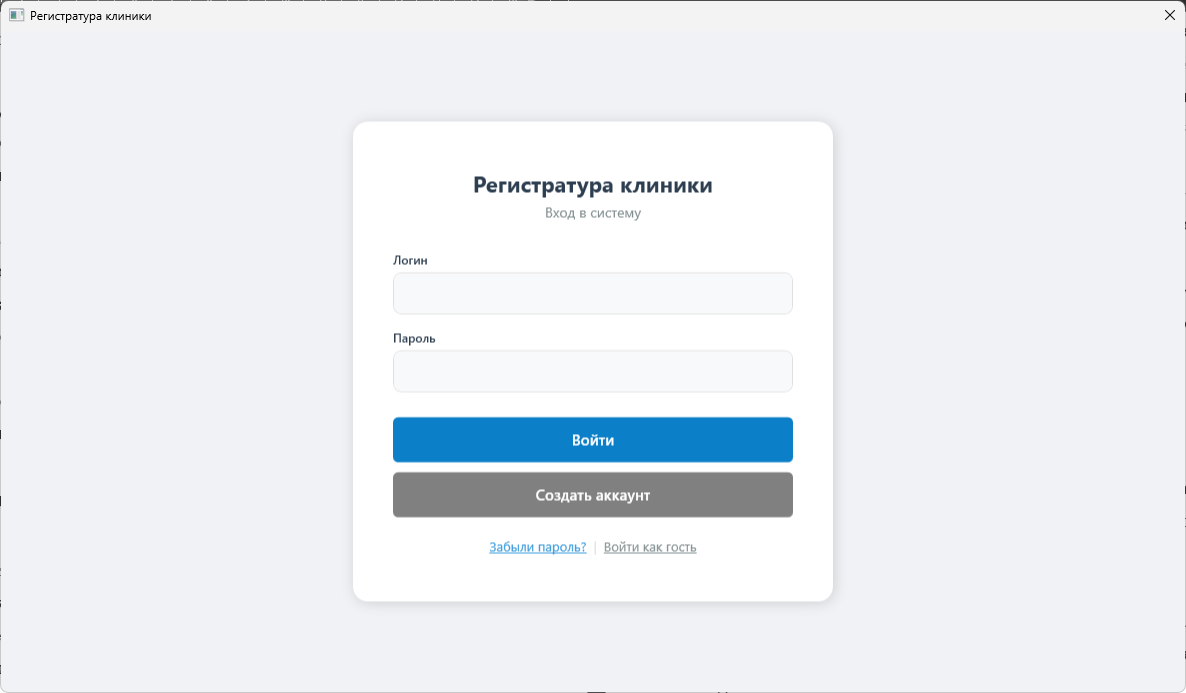 Регистратура клиники
Регистратура клиники
Вход в систему
Логин
Пароль
Войти
Создать аккаунт
Забыли пароль? | Войти как гость